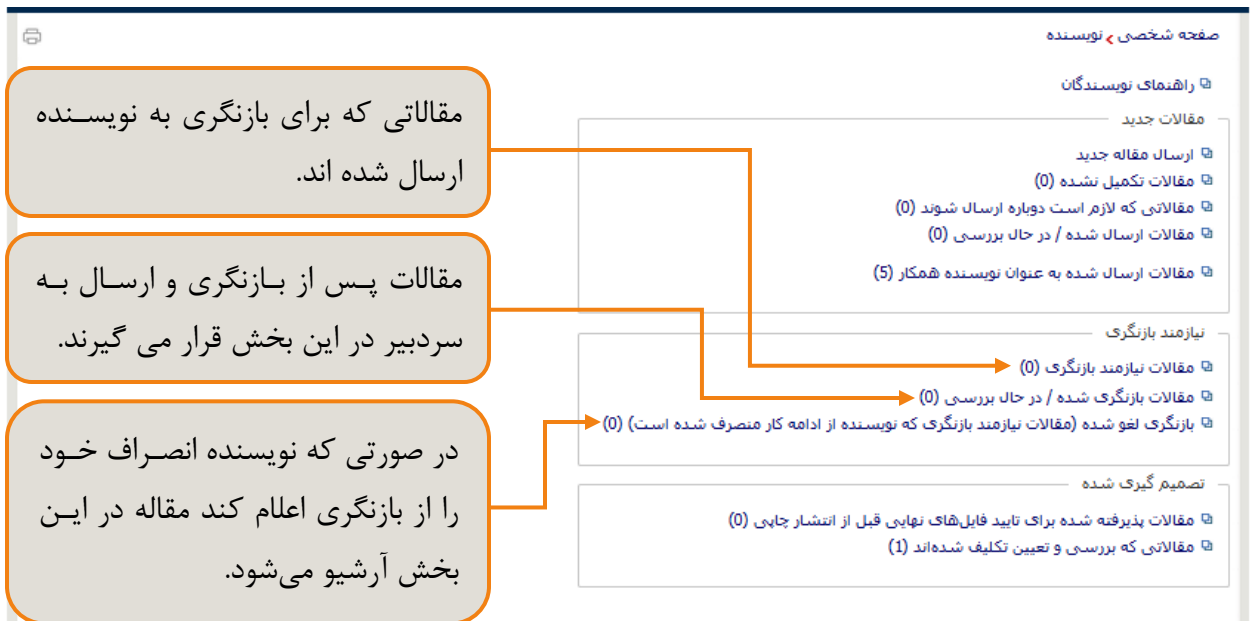 صفحه شخصی › نویسنده
راهنمای نویسندگان
مقالات جدید
ارسال مقاله جدید
مقالات تکمیل نشده (0)
مقالاتی که لازم است دوباره ارسال شوند (0)
مقالات ارسال شده / در حال بررسی (0)
مقالات ارسال شده به عنوان نویسنده همکار (5)
نیازمند بازنگری
مقالات نیازمند بازنگری (0)
مقالات بازنگری شده / در حال بررسی (0)
بازنگری لغو شده (مقالات نیازمند بازنگری که نویسنده از ادامه کار منصرف شده است) (0)
تصمیم گیری شده
مقالات پذیرفته شده برای تایید فایل‌های نهایی قبل از انتشار چاپی (0)
مقالاتی که بررسی و تعیین تکلیف شده‌اند (1)
مقالاتی که برای بازنگری به نویسنده
ارسال شده اند.
مقالات پس از بازنگری و ارسال به
سردبیر در این بخش قرار می گیرند.
در صورتی که نویسنده انصراف خود
را از بازنگری اعلام کند مقاله در این
بخش آرشیو می‌شود.